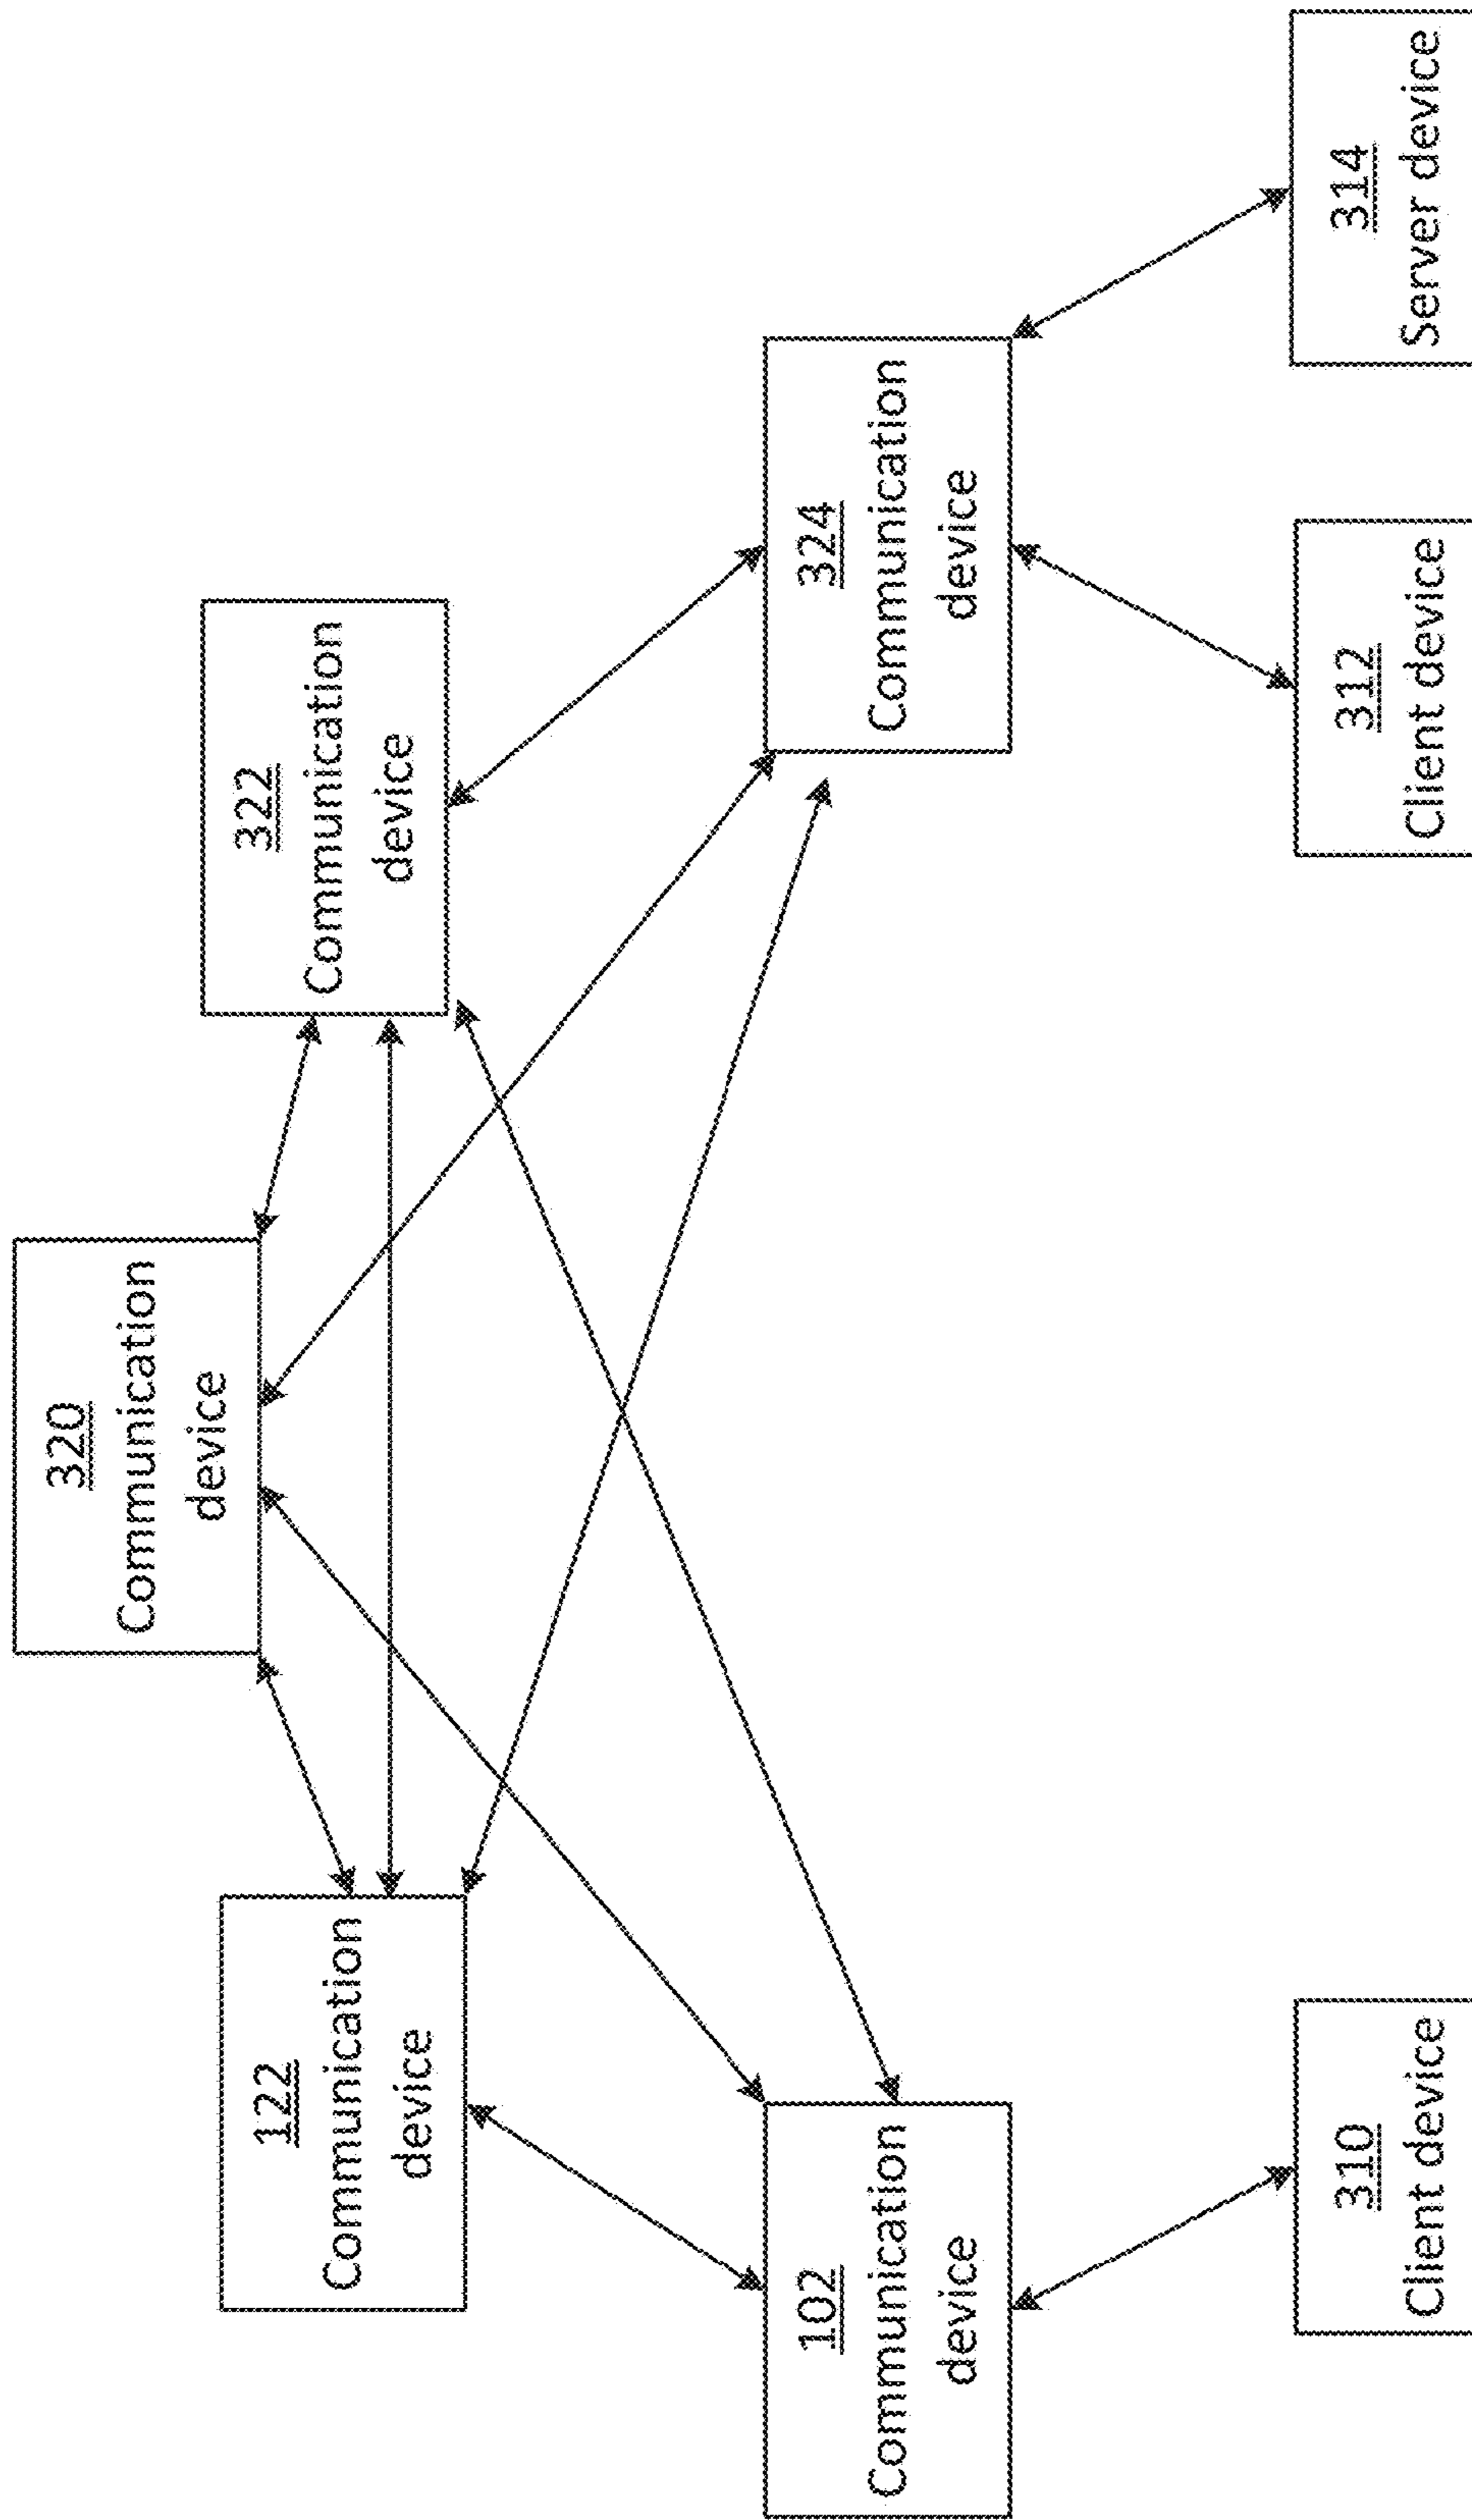 320
Communication
device
122
Communication
device
322
Communication
device
102
Communication
device
324
Communication
device
310
Client device
312
Client device
314
Server device